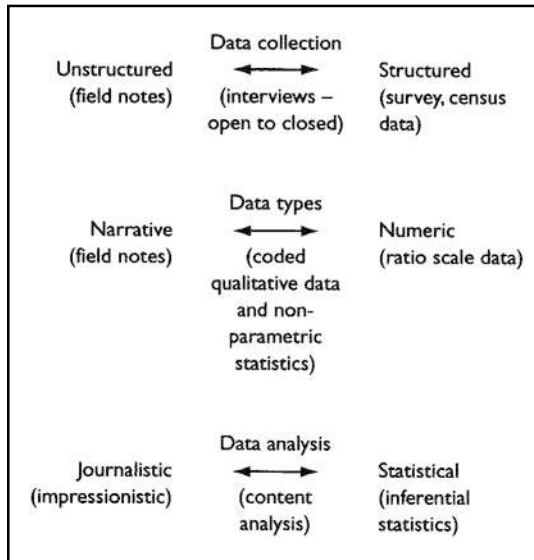 Data collection
Unstructured
(field notes)
(interviews –
open to closed)
Structured
(survey, census
data)
Data types
Narrative
(field notes)
(coded
qualitative data
and non-
parametric
statistics)
Numeric
(ratio scale data)
Data analysis
Journalistic
(impressionistic)
(content
analysis)
Statistical
(inferential
statistics)